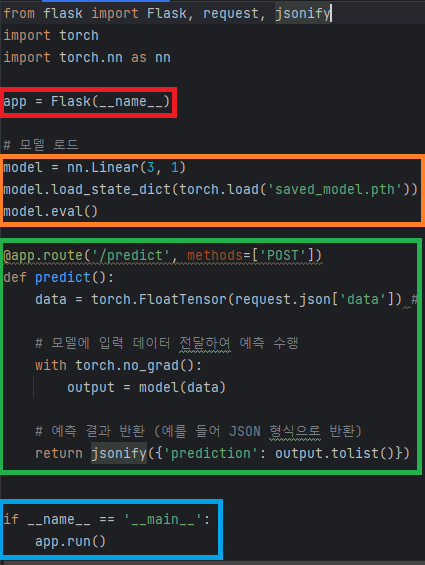 from flask import Flask, request, jsonify
import torch
import torch.nn as nn
app = Flask(__name__)
# 모델 로드
model = nn.Linear(3, 1)
model.load_state_dict(torch.load('saved_model.pth'))
model.eval()
@app.route('/predict', methods=['POST'])
def predict():
    data = torch.FloatTensor(request.json['data']) #
    # 모델에 입력 데이터 전달하여 예측 수행
    with torch.no_grad():
        output = model(data)
    # 예측 결과 반환 (예를 들어 JSON 형식으로 반환)
    return jsonify({'prediction': output.tolist()})
if __name__ == '__main__':
    app.run()